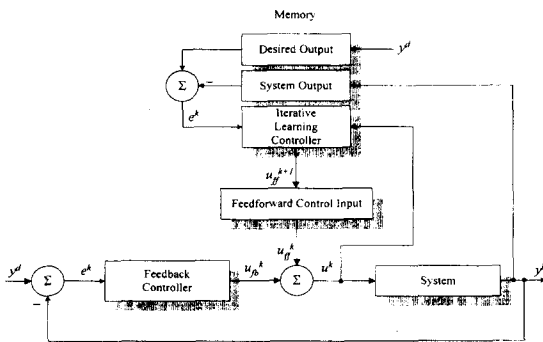 Memory
Desired Output
y^d
Σ
−
System Output
e^k
Iterative
Learning
Controller
u_ff^k+1
Feedforward Control Input
u_ff^k
y^d
Σ
−
e^k
Feedback
Controller
u_fb^k
Σ
u^k
System
y^k